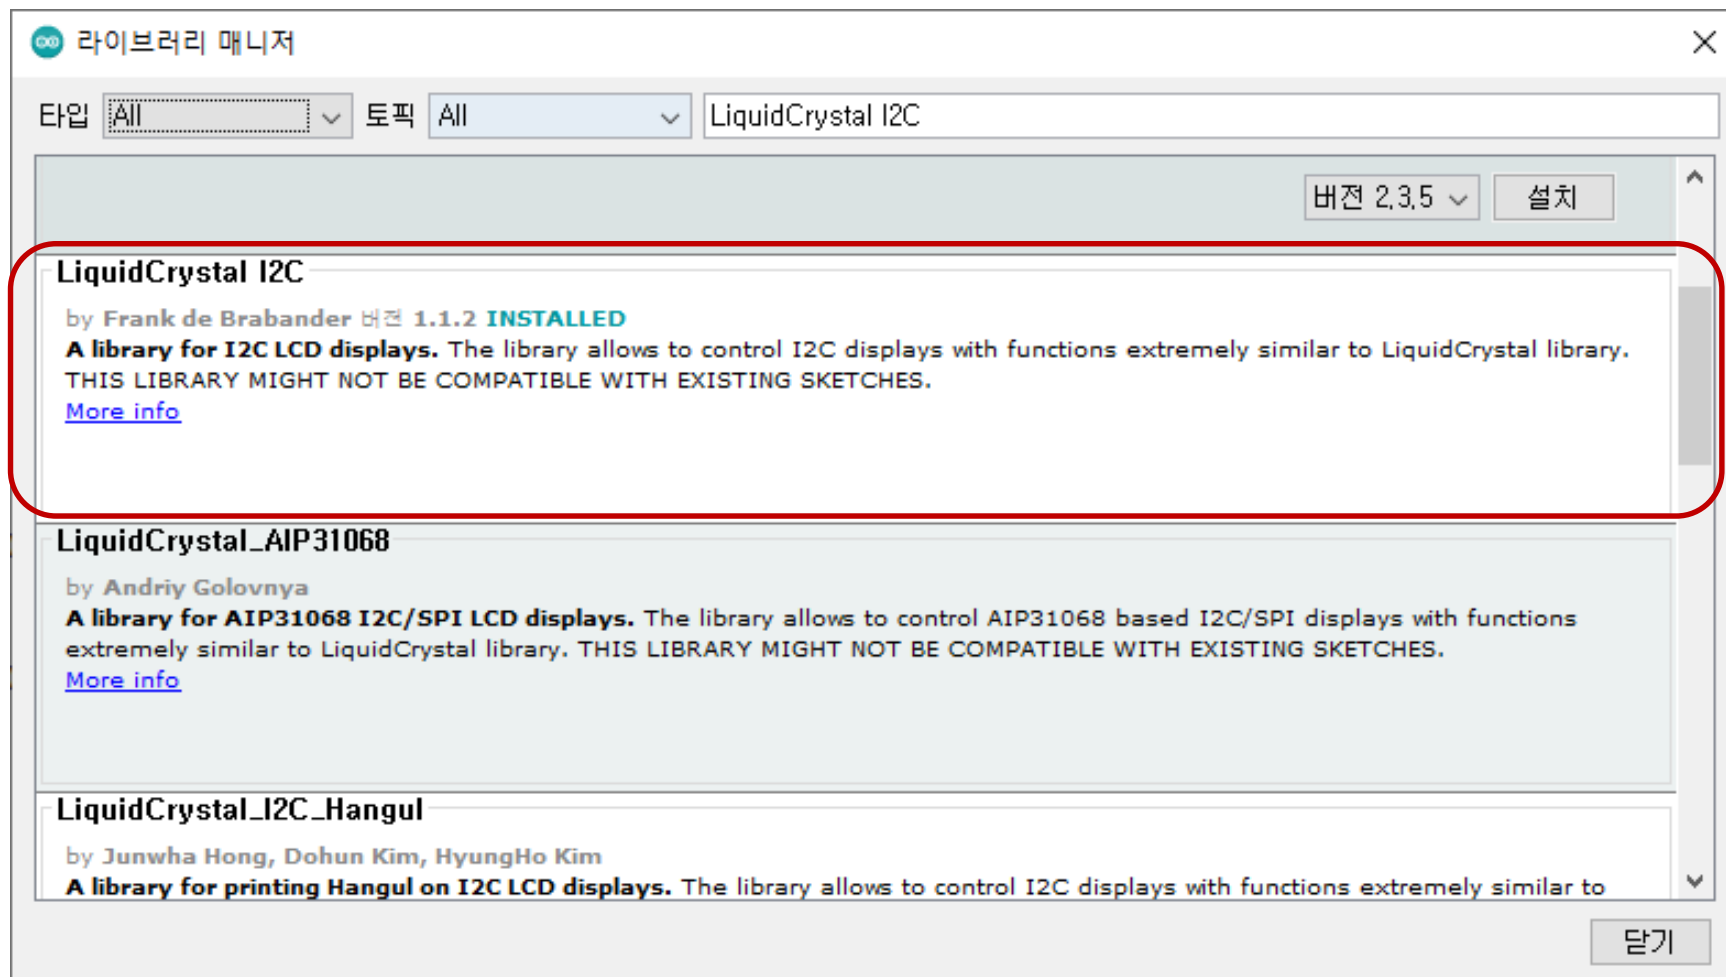 라이브러리 매니저
타입 All 토픽 All LiquidCrystal I2C
버전 2.3.5 설치
LiquidCrystal I2C
by Frank de Brabander 버전 1.1.2 INSTALLED
A library for I2C LCD displays. The library allows to control I2C displays with functions extremely similar to LiquidCrystal library.
THIS LIBRARY MIGHT NOT BE COMPATIBLE WITH EXISTING SKETCHES.
More info
LiquidCrystal_AIP31068
by Andriy Golovnya
A library for AIP31068 I2C/SPI LCD displays. The library allows to control AIP31068 based I2C/SPI displays with functions
extremely similar to LiquidCrystal library. THIS LIBRARY MIGHT NOT BE COMPATIBLE WITH EXISTING SKETCHES.
More info
LiquidCrystal_I2C_Hangul
by Junwha Hong, Dohun Kim, HyungHo Kim
A library for printing Hangul on I2C LCD displays. The library allows to control I2C displays with functions extremely similar to
닫기